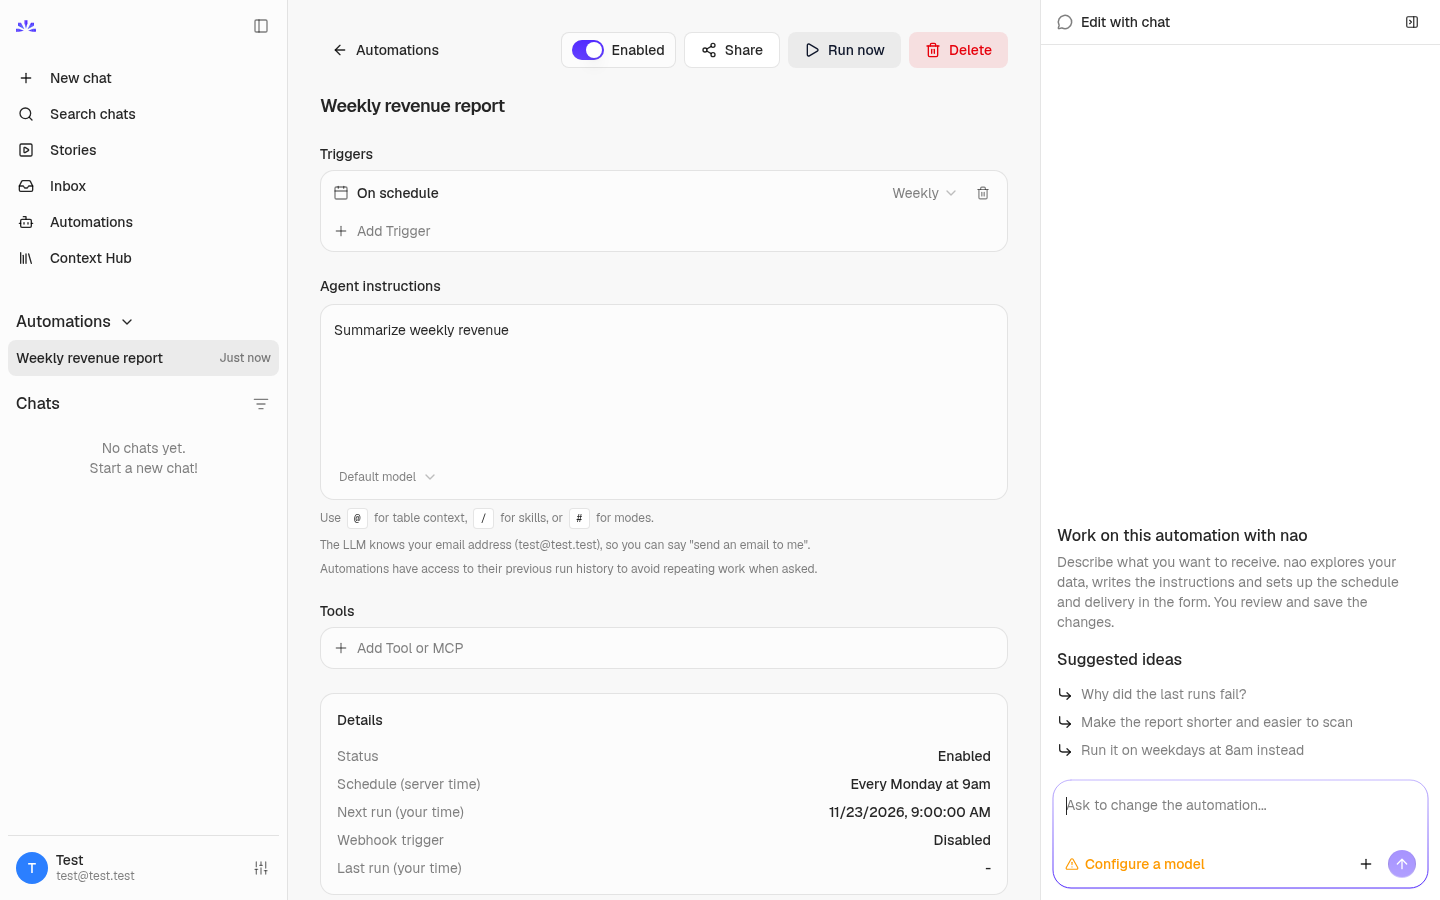 New chat
Search chats
Stories
Inbox
Automations
Context Hub
Automations
Weekly revenue report Just now
Chats
No chats yet.
Start a new chat!
T
Test
test@test.test
Automations
Enabled
Share
Run now
Delete
Weekly revenue report
Triggers
On schedule Weekly
Add Trigger
Agent instructions
Summarize weekly revenue
Default model
Use @ for table context, / for skills, or # for modes.
The LLM knows your email address (test@test.test), so you can say "send an email to me".
Automations have access to their previous run history to avoid repeating work when asked.
Tools
Add Tool or MCP
Details
Status Enabled
Schedule (server time) Every Monday at 9am
Next run (your time) 11/23/2026, 9:00:00 AM
Webhook trigger Disabled
Last run (your time) -
Edit with chat
Work on this automation with nao
Describe what you want to receive. nao explores your
data, writes the instructions and sets up the schedule
and delivery in the form. You review and save the
changes.
Suggested ideas
Why did the last runs fail?
Make the report shorter and easier to scan
Run it on weekdays at 8am instead
Ask to change the automation...
Configure a model